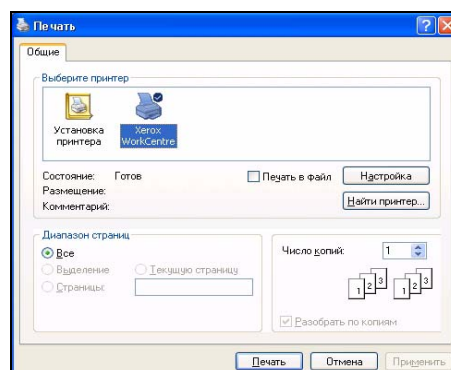 Печать
Общие
Выберите принтер
Установка принтера
Xerox WorkCentre
Состояние: Готов
Размещение:
Комментарий:
Печать в файл
Настройка
Найти принтер...
Диапазон страниц
Все
Выделение Текущую страницу
Страницы:
Число копий: 1
1 2 3 1 2 3
Разобрать по копиям
Печать Отмена Применить